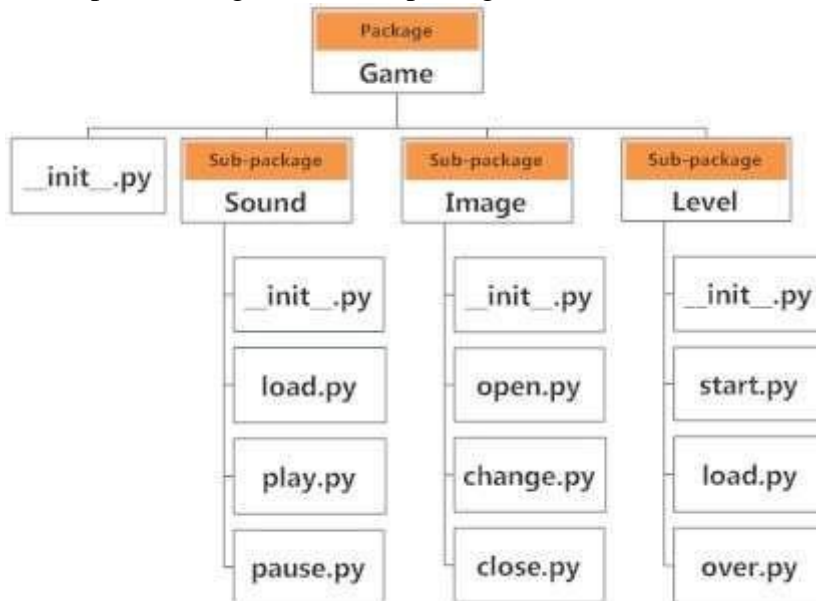 Package
Game
__init__.py
Sub-package
Sound
Sub-package
Image
Sub-package
Level
__init__.py
__init__.py
__init__.py
load.py
open.py
start.py
play.py
change.py
load.py
pause.py
close.py
over.py